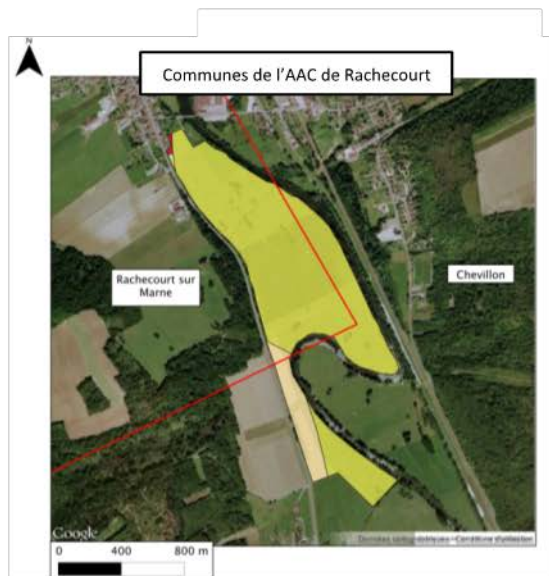 N
Communes de l'AAC de Rachecourt
Rachecourt sur
Marne
Chevillon
Google
0 400 800 m